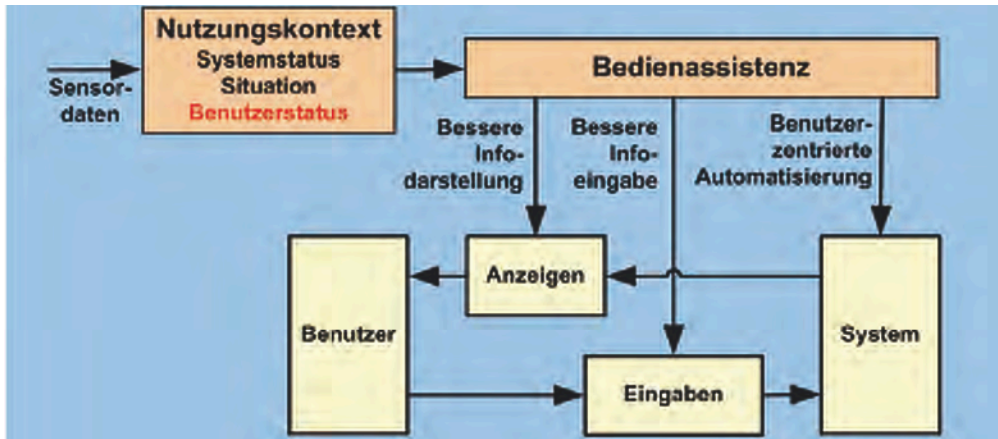 Nutzungskontext
Systemstatus
Situation
Benutzerstatus
Sensor-
daten
Bedienassistenz
Bessere
Info-
darstellung
Bessere
Info-
eingabe
Benutzer-
zentrierte
Automatisierung
Anzeigen
Benutzer
System
Eingaben